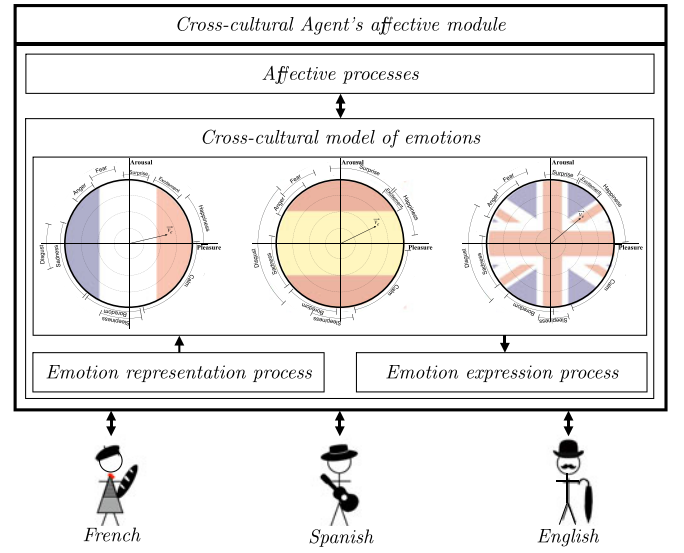 Cross-cultural Agent's affective module
Affective processes
Cross-cultural model of emotions
Arousal
Fear
Surprise
Excitement
Anger
Happiness
Pleasure
Disgust
Sadness
Calm
Boredom
Sleepiness
Arousal
Surprise
Fear
Excitement
Anger
Happiness
Pleasure
Disgust
Sadness
Calm
Boredom
Sleepiness
Arousal
Fear
Surprise
Excitement
Anger
Happiness
Pleasure
Disgust
Sadness
Calm
Boredom
Sleepiness
Emotion representation process
Emotion expression process
French
Spanish
English